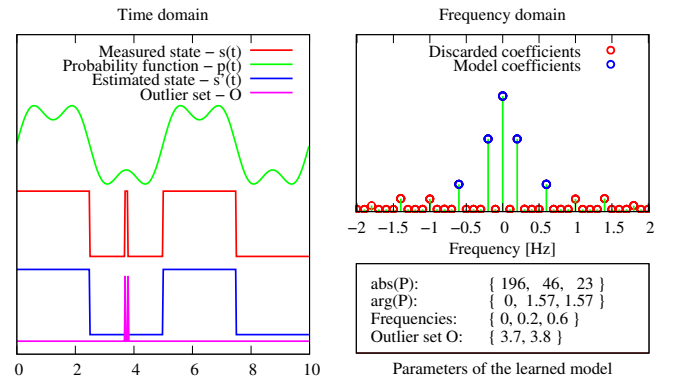 Time domain
Measured state − s(t)
Probability function − p(t)
Estimated state − s'(t)
Outlier set − O
0 2 4 6 8 10
Frequency domain
Discarded coefficients
Model coefficients
−2 −1.5 −1 −0.5 0 0.5 1 1.5 2
Frequency [Hz]
abs(P): { 196, 46, 23 }
arg(P): { 0, 1.57, 1.57 }
Frequencies: { 0, 0.2, 0.6 }
Outlier set O: { 3.7, 3.8 }
Parameters of the learned model